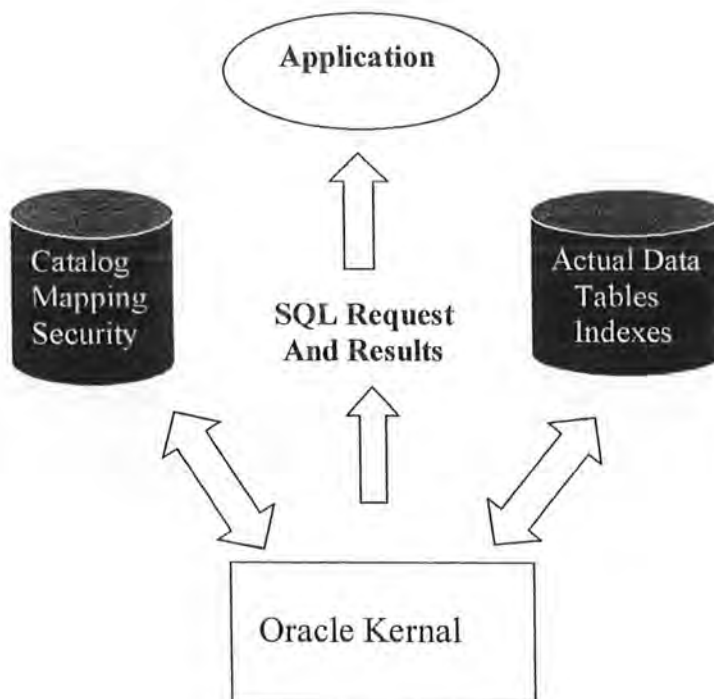 Application
Catalog
Mapping
Security
SQL Request
And Results
Actual Data
Tables
Indexes
Oracle Kernal